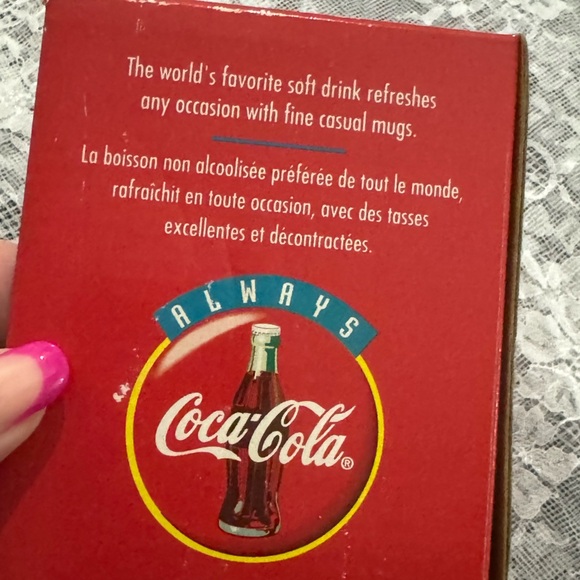 The world's favorite soft drink refreshes
any occasion with fine casual mugs.
La boisson non alcoolisée préférée de tout le monde,
rafraîchit en toute occasion, avec des tasses
excellentes et décontractées.
ALWAYS
Coca-Cola®